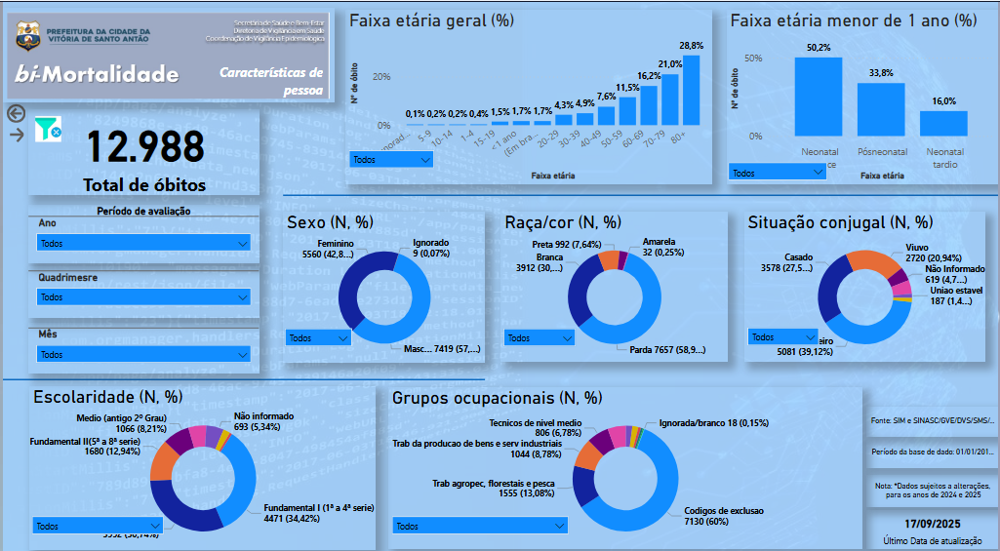 PREFEITURA DA CIDADE DA
VITÓRIA DE SANTO ANTÃO
Secretaria de Saúde e Bem-Estar
Diretoria de Vigilância em Saúde
Coordenação de Vigilância Epidemiológica
bi-Mortalidade
Características de
pessoa
12.988
Total de óbitos
Período de avaliação
Ano
Todos
Quadrimesre
Todos
Mês
Todos
Faixa etária geral (%)
Nº de óbito
20%
0%
0,1% 0,2% 0,2% 0,4% 1,5% 1,7% 1,7% 4,3% 4,9% 7,6% 11,5% 16,2% 21,0% 28,8%
5-9 10-14 1-4 15-19 <1 ano (Em bra... 20-29 30-39 40-49 50-59 60-69 70-79 80+
Todos
Faixa etária
Faixa etária menor de 1 ano (%)
Nº de óbito
50%
0%
50,2% 33,8% 16,0%
Neonatal Pósneonatal Neonatal
ce tardio
Todos
Faixa etária
Sexo (N, %)
Feminino
5560 (42,8...)
Ignorado
9 (0,07%)
Todos
Masc... 7419 (57,...)
Raça/cor (N, %)
Preta 992 (7,64%)
Branca
3912 (30,...)
Amarela
32 (0,25%)
Todos
Parda 7657 (58,9...)
Situação conjugal (N, %)
Casado
3578 (27,5...)
Viuvo
2720 (20,94%)
Não Informado
619 (4,7...)
Uniao estavel
187 (1,4...)
Todos
eiro
5081 (39,12%)
Escolaridade (N, %)
Medio (antigo 2º Grau)
1066 (8,21%)
Não informado
693 (5,34%)
Fundamental II(5ª a 8ª serie)
1680 (12,94%)
Fundamental I (1ª a 4ª serie)
4471 (34,42%)
Todos
Grupos ocupacionais (N, %)
Tecnicos de nivel medio
806 (6,78%)
Ignorada/branco 18 (0,15%)
Trab da producao de bens e serv industriais
1044 (8,78%)
Trab agropec, florestais e pesca
1555 (13,08%)
Codigos de exclusao
7130 (60%)
Todos
Fonte: SIM e SINASC/GVE/DVS/SMS/...
Período da base de dado: 01/01/201...
Nota: *Dados sujeitos a alterações,
para os anos de 2024 e 2025
17/09/2025
Último Data de atualização